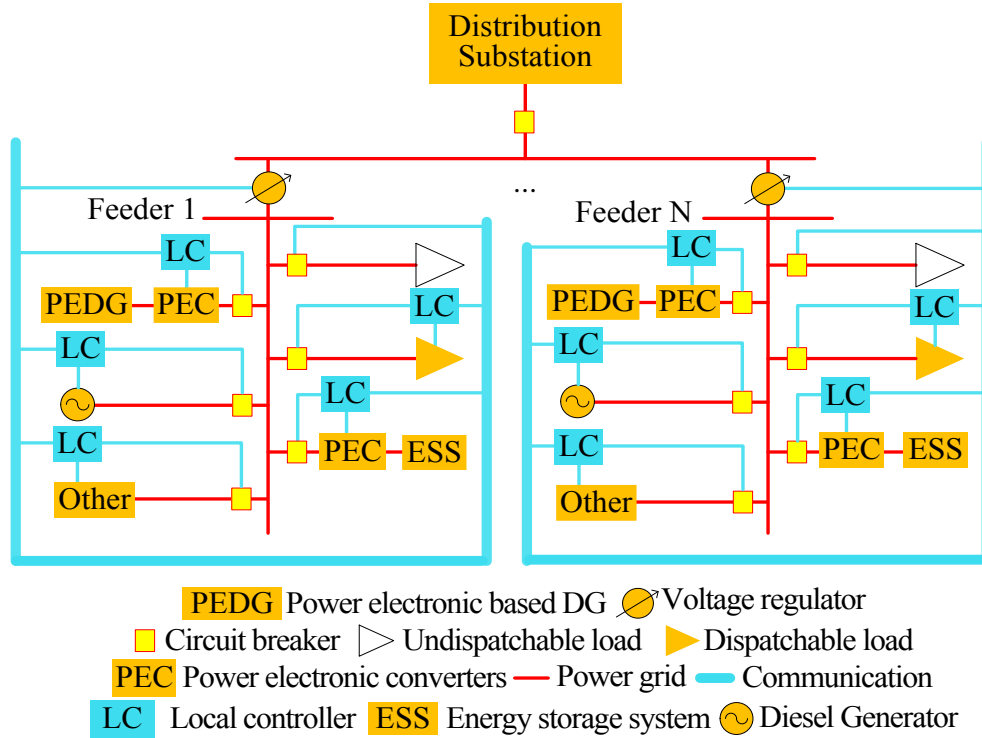 Distribution
Substation
...
Feeder 1
Feeder N
LC
PEDG
PEC
LC
LC
LC
Other
LC
PEC
ESS
LC
PEDG
PEC
LC
LC
LC
Other
LC
PEC
ESS
PEDG Power electronic based DG Voltage regulator
Circuit breaker Undispatchable load Dispatchable load
PEC Power electronic converters Power grid Communication
LC Local controller ESS Energy storage system Diesel Generator